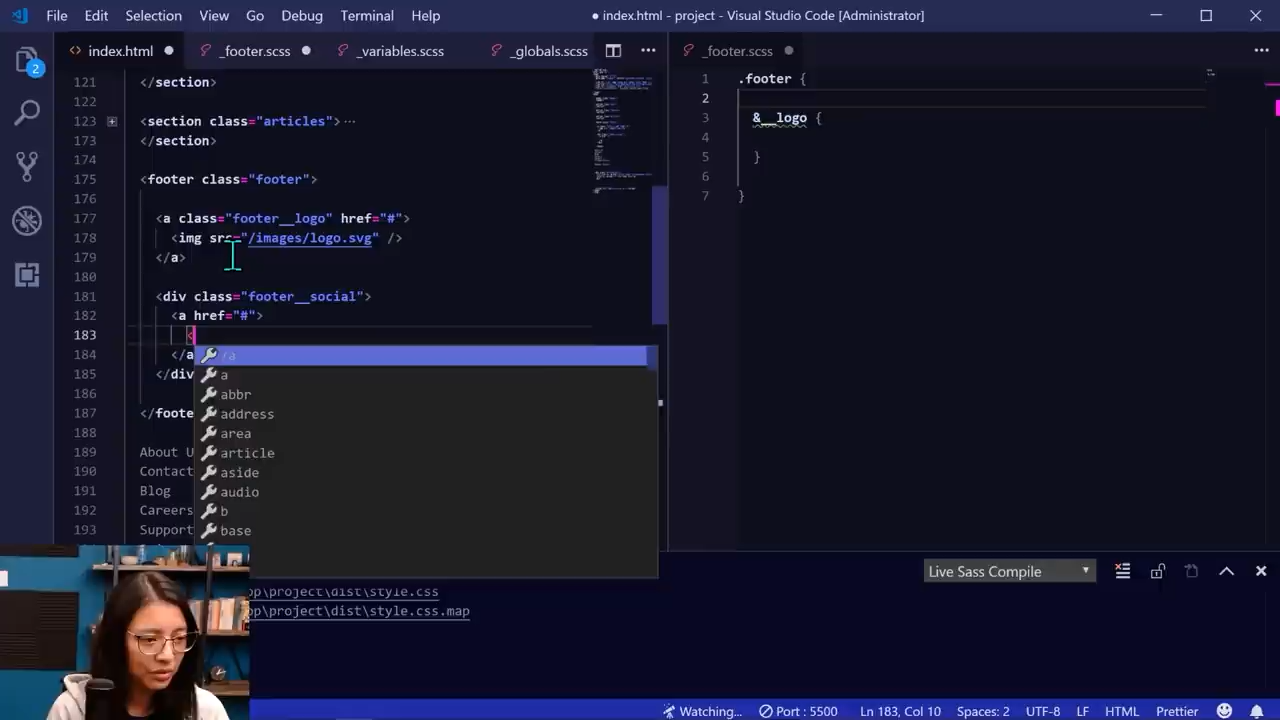 File Edit Selection View Go Debug Terminal Help
● index.html - project - Visual Studio Code [Administrator]
2
index.html _footer.scss _variables.scss _globals.scss
_footer.scss
121 </section>
122
123 <section class="articles">
173 </section>
174
175 <footer class="footer">
176
177 <a class="footer__logo" href="#">
178 <img src="/images/logo.svg" />
179 </a>
180
181 <div class="footer__social">
182 <a href="#">
183 <
184 </a
185 </div
186
187 </foote
188
189 About U
190 Contact
191 Blog
192 Careers
193 Support
/a
a
abbr
address
area
article
aside
audio
b
base
1 .footer {
2
3 &__logo {
4
5 }
6
7 }
Live Sass Compile
op\project\dist\style.css
op\project\dist\style.css.map
Watching... Port : 5500 Ln 183, Col 10 Spaces: 2 UTF-8 LF HTML Prettier